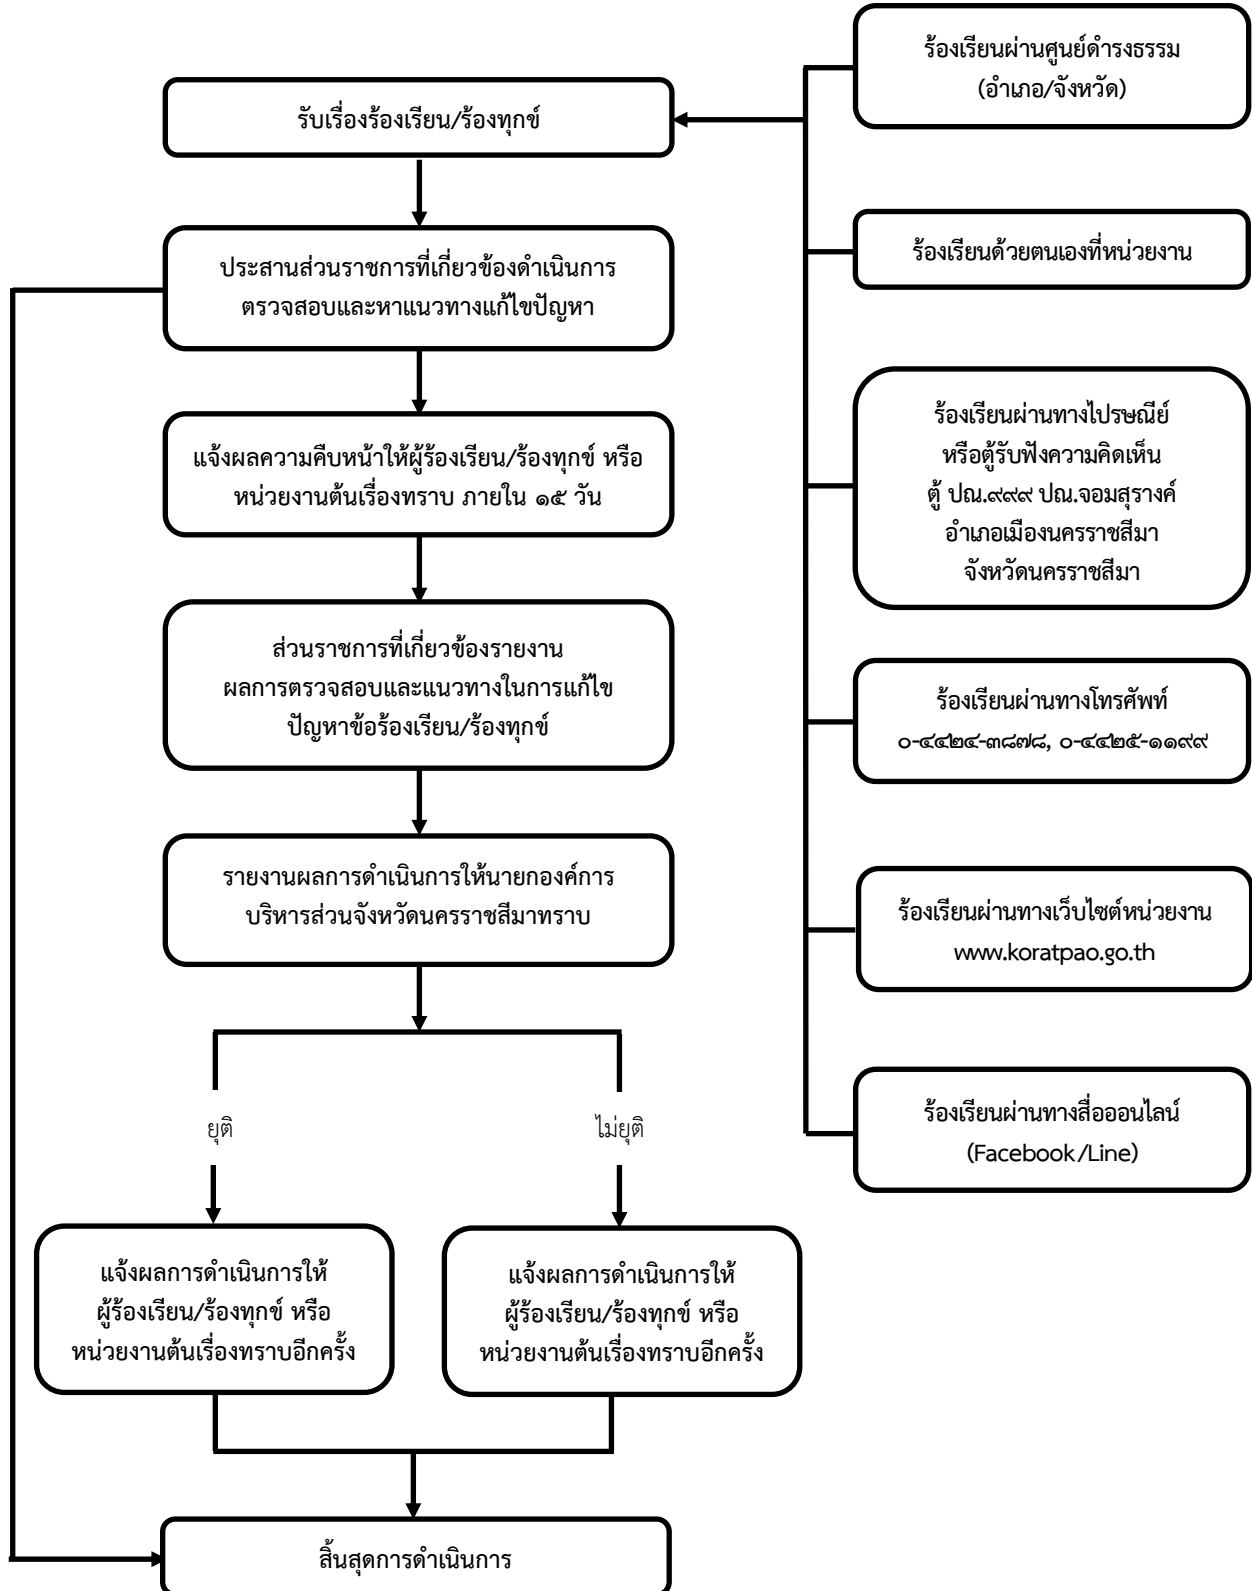 รับเรื่องร้องเรียน/ร้องทุกข์
ประสานส่วนราชการที่เกี่ยวข้องดำเนินการ
ตรวจสอบและหาแนวทางแก้ไขปัญหา
แจ้งผลความคืบหน้าให้ผู้ร้องเรียน/ร้องทุกข์ หรือ
หน่วยงานต้นเรื่องทราบ ภายใน ๑๕ วัน
ส่วนราชการที่เกี่ยวข้องรายงาน
ผลการตรวจสอบและแนวทางในการแก้ไข
ปัญหาข้อร้องเรียน/ร้องทุกข์
รายงานผลการดำเนินการให้นายกองค์การ
บริหารส่วนจังหวัดนครราชสีมาทราบ
ยุติ
ไม่ยุติ
แจ้งผลการดำเนินการให้
ผู้ร้องเรียน/ร้องทุกข์ หรือ
หน่วยงานต้นเรื่องทราบอีกครั้ง
แจ้งผลการดำเนินการให้
ผู้ร้องเรียน/ร้องทุกข์ หรือ
หน่วยงานต้นเรื่องทราบอีกครั้ง
สิ้นสุดการดำเนินการ
ร้องเรียนผ่านศูนย์ดำรงธรรม
(อำเภอ/จังหวัด)
ร้องเรียนด้วยตนเองที่หน่วยงาน
ร้องเรียนผ่านทางไปรษณีย์
หรือตู้รับฟังความคิดเห็น
ตู้ ปณ.๙๙๙ ปณ.จอมสุรางค์
อำเภอเมืองนครราชสีมา
จังหวัดนครราชสีมา
ร้องเรียนผ่านทางโทรศัพท์
๐-๔๔๒๔-๓๘๗๘, ๐-๔๔๒๕-๑๑๙๙
ร้องเรียนผ่านทางเว็บไซต์หน่วยงาน
www.koratpao.go.th
ร้องเรียนผ่านทางสื่อออนไลน์
(Facebook/Line)